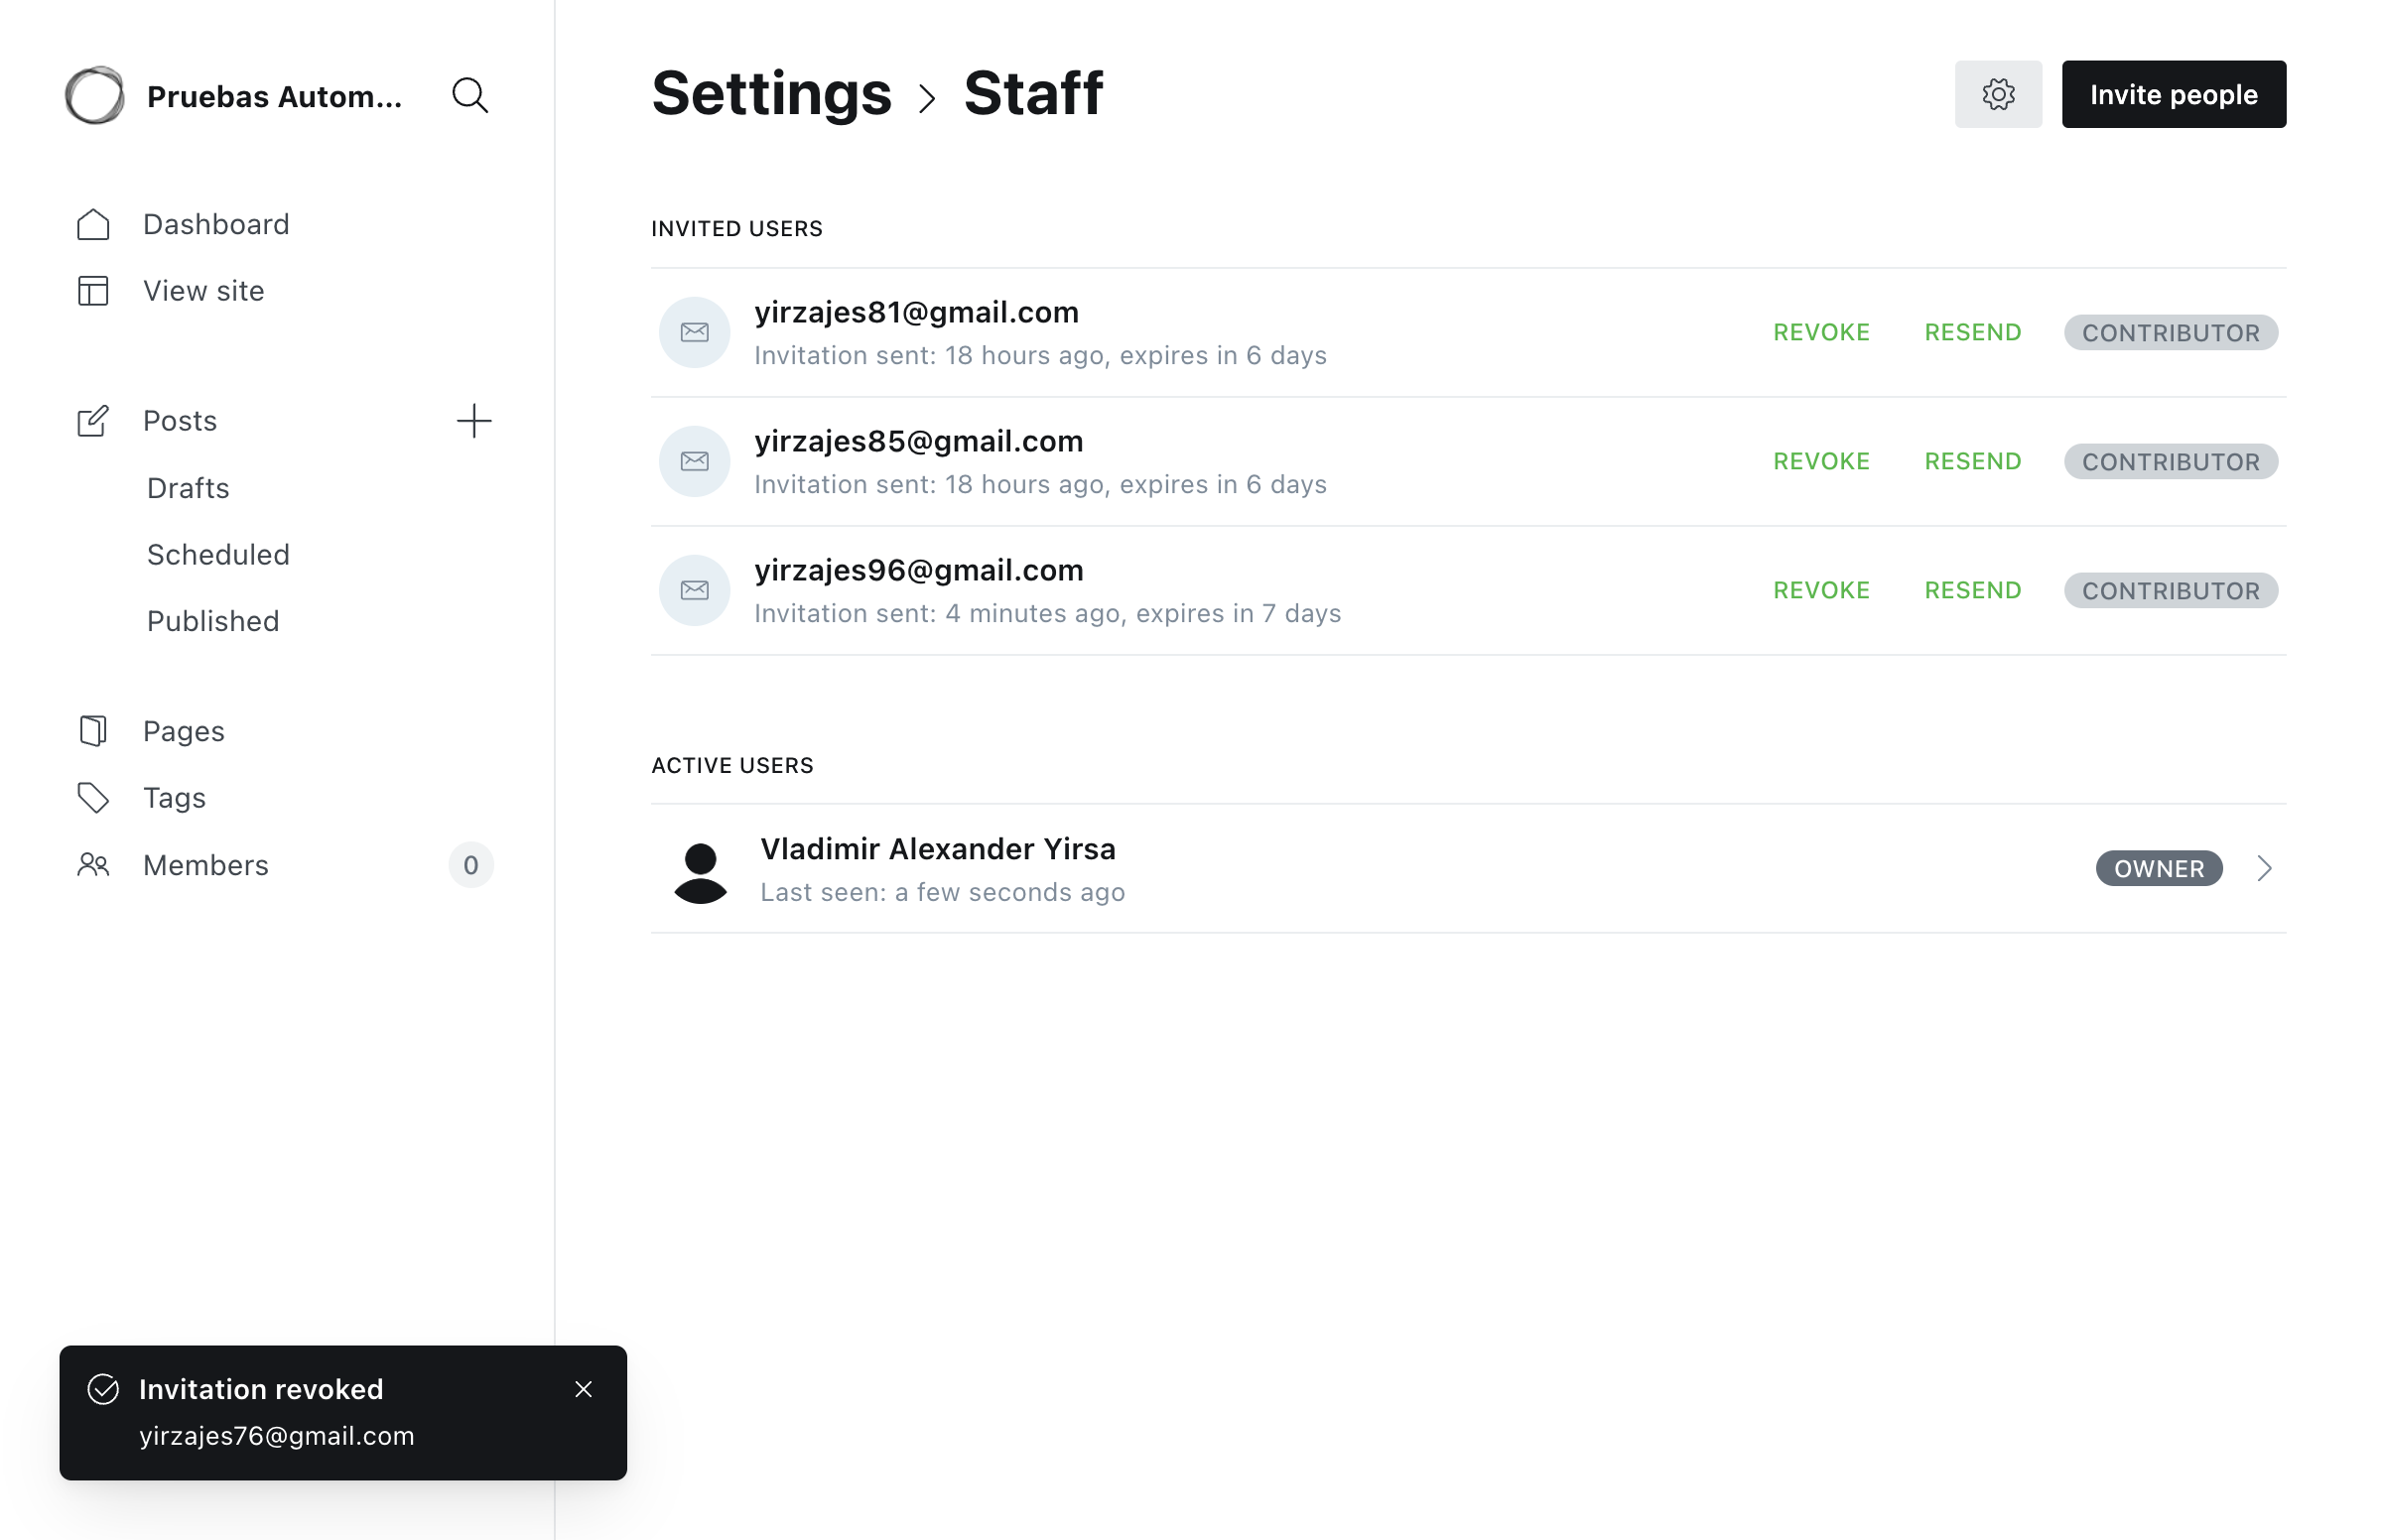 Pruebas Autom...
Dashboard
View site
Posts
Drafts
Scheduled
Published
Pages
Tags
Members 0
Settings > Staff
Invite people
INVITED USERS
yirzajes81@gmail.com
Invitation sent: 18 hours ago, expires in 6 days
REVOKE RESEND CONTRIBUTOR
yirzajes85@gmail.com
Invitation sent: 18 hours ago, expires in 6 days
REVOKE RESEND CONTRIBUTOR
yirzajes96@gmail.com
Invitation sent: 4 minutes ago, expires in 7 days
REVOKE RESEND CONTRIBUTOR
ACTIVE USERS
Vladimir Alexander Yirsa
Last seen: a few seconds ago
OWNER
Invitation revoked
yirzajes76@gmail.com